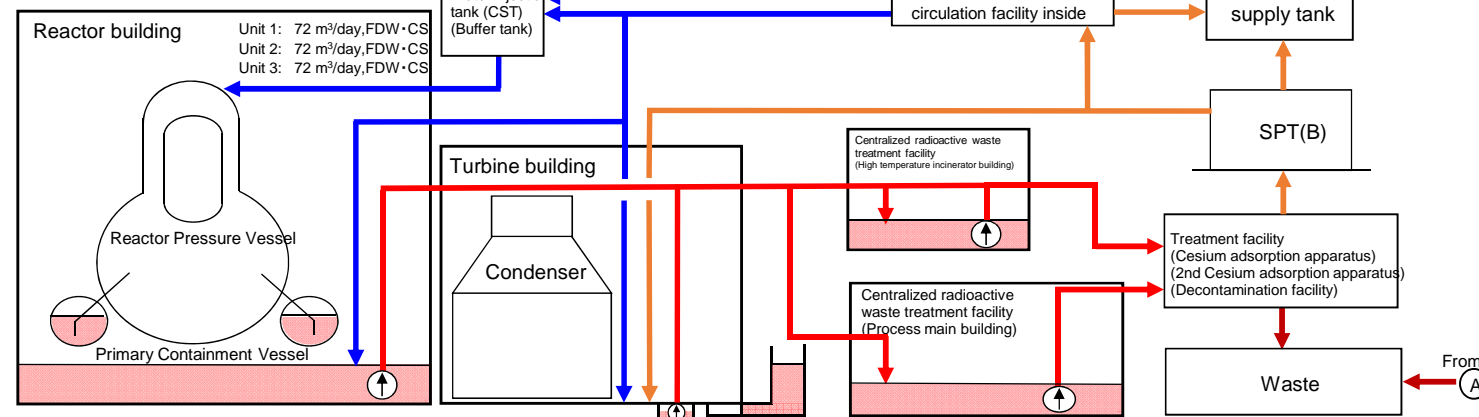 tank (CST)
(Buffer tank)
circulation facility inside
supply tank
Reactor building
Unit 1: 72 m³/day,FDW・CS
Unit 2: 72 m³/day,FDW・CS
Unit 3: 72 m³/day,FDW・CS
SPT(B)
Centralized radioactive waste
treatment facility
(High temperature incinerator building)
Turbine building
Reactor Pressure Vessel
Condenser
Treatment facility
(Cesium adsorption apparatus)
(2nd Cesium adsorption apparatus)
(Decontamination facility)
Centralized radioactive
waste treatment facility
(Process main building)
Primary Containment Vessel
Waste
From
A